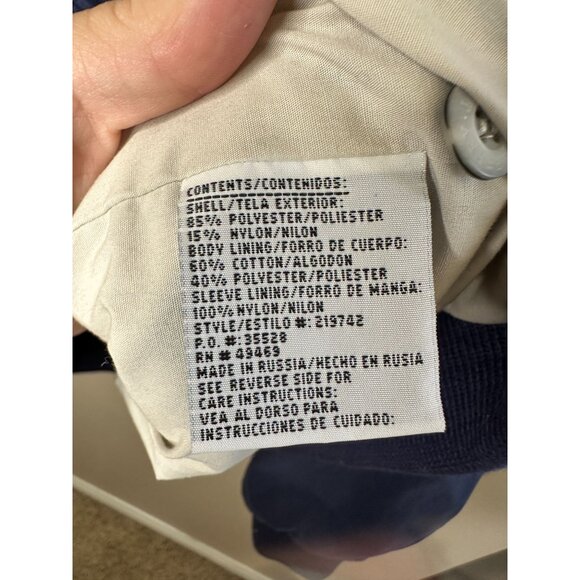 CONTENTS/CONTENIDOS:
SHELL/TELA EXTERIOR:
85% POLYESTER/POLIESTER
15% NYLON/NILON
BODY LINING/FORRO DE CUERPO:
60% COTTON/ALGODON
40% POLYESTER/POLIESTER
SLEEVE LINING/FORRO DE MANGA:
100% NYLON/NILON
STYLE/ESTILO #: 219742
P.O. #: 35528
RN # 49469
MADE IN RUSSIA/HECHO EN RUSIA
SEE REVERSE SIDE FOR
CARE INSTRUCTIONS:
VEA AL DORSO PARA
INSTRUCCIONES DE CUIDADO: